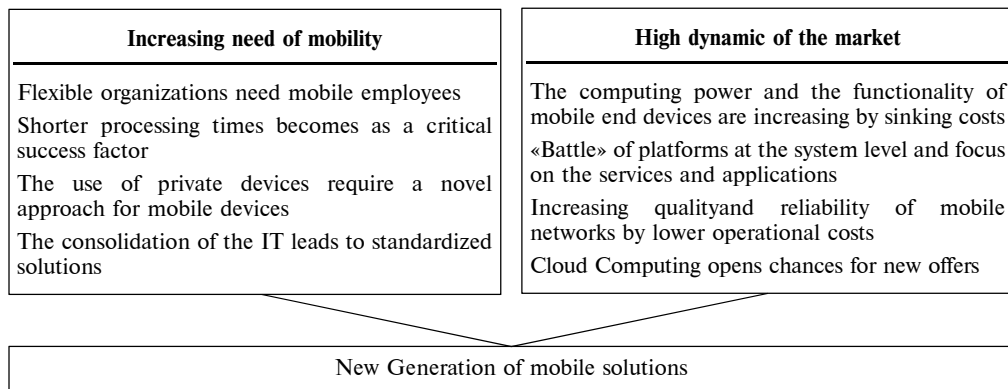 Increasing need of mobility
Flexible organizations need mobile employees
Shorter processing times becomes as a critical
success factor
The use of private devices require a novel
approach for mobile devices
The consolidation of the IT leads to standardized
solutions
High dynamic of the market
The computing power and the functionality of
mobile end devices are increasing by sinking costs
«Battle» of platforms at the system level and focus
on the services and applications
Increasing qualityand reliability of mobile
networks by lower operational costs
Cloud Computing opens chances for new offers
New Generation of mobile solutions